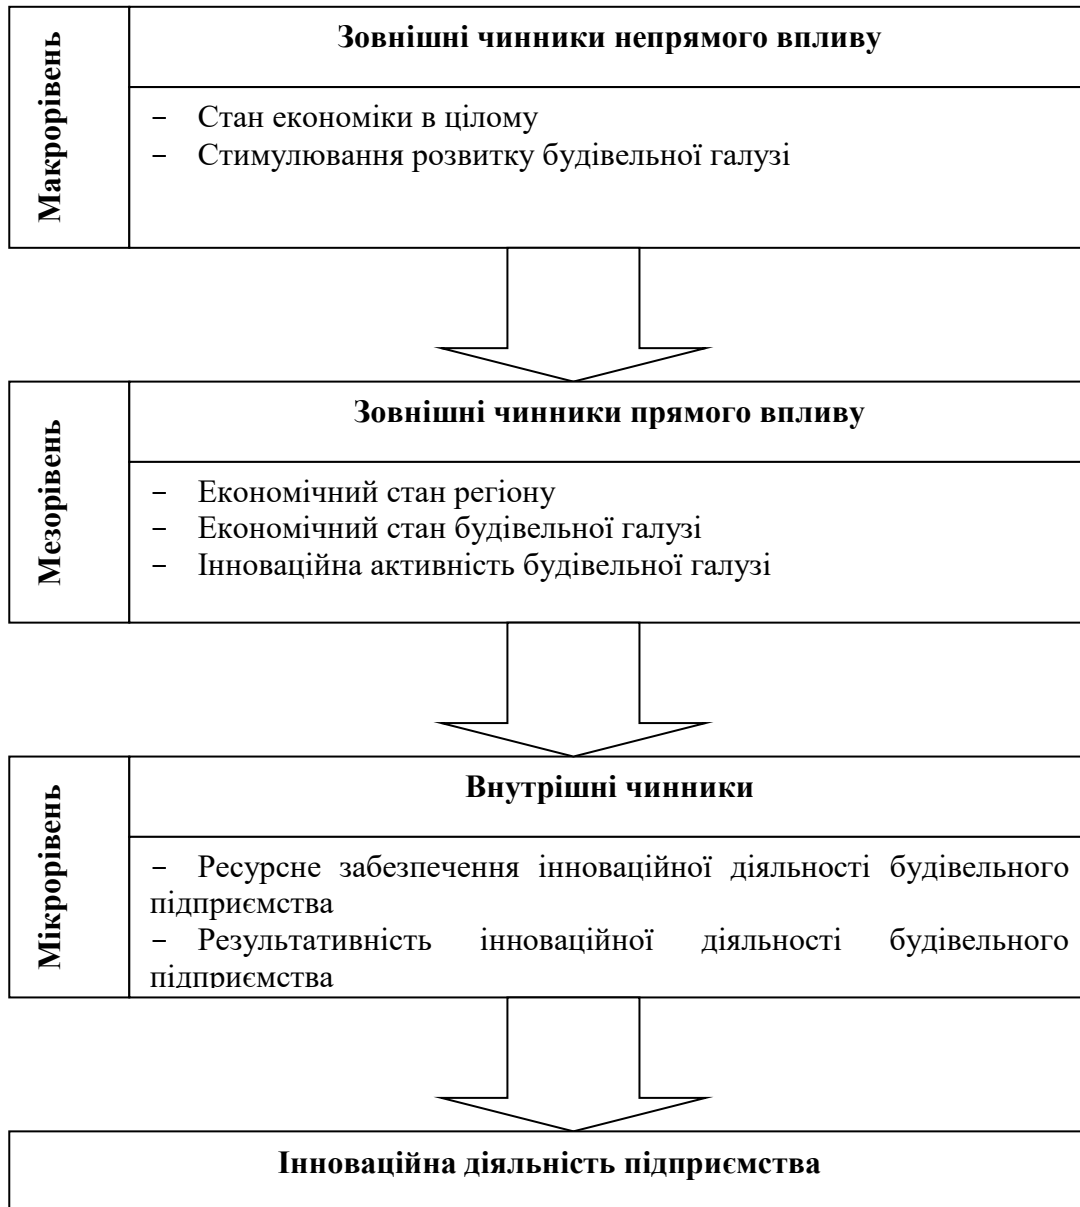 Макрорівень
Зовнішні чинники непрямого впливу
− Стан економіки в цілому
− Стимулювання розвитку будівельної галузі
Мезорівень
Зовнішні чинники прямого впливу
− Економічний стан регіону
− Економічний стан будівельної галузі
− Інноваційна активність будівельної галузі
Мікрорівень
Внутрішні чинники
− Ресурсне забезпечення інноваційної діяльності будівельного
підприємства
− Результативність інноваційної діяльності будівельного
підприємства
Інноваційна діяльність підприємства